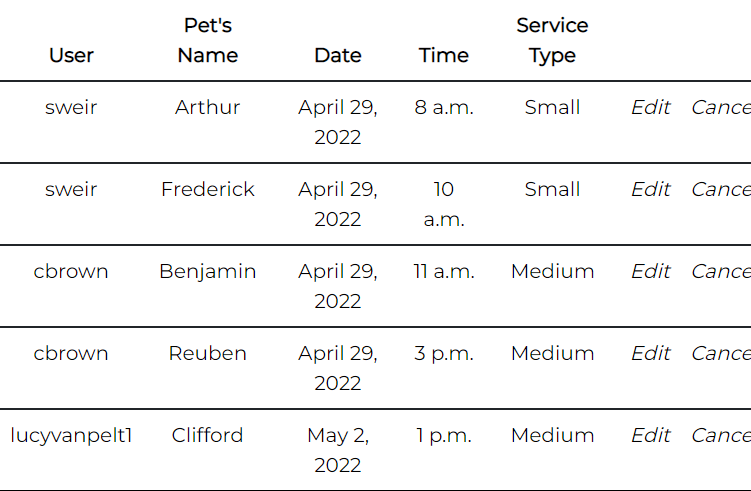 User Pet's Name Date Time Service Type
sweir Arthur April 29, 2022 8 a.m. Small Edit Cance
sweir Frederick April 29, 2022 10 a.m. Small Edit Cance
cbrown Benjamin April 29, 2022 11 a.m. Medium Edit Cance
cbrown Reuben April 29, 2022 3 p.m. Medium Edit Cance
lucyvanpelt1 Clifford May 2, 2022 1 p.m. Medium Edit Cance